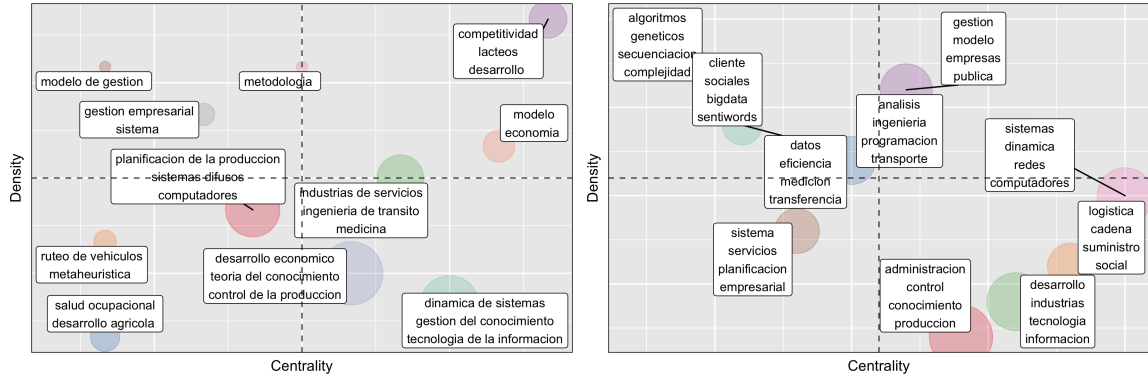 competitividad
lacteos
desarrollo
modelo de gestion
metodologia
gestion empresarial
sistema
modelo
economia
planificacion de la produccion
sistemas difusos
computadores
industrias de servicios
ingenieria de transito
medicina
ruteo de vehiculos
metaheuristica
desarrollo economico
teoria del conocimiento
control de la produccion
salud ocupacional
desarrollo agricola
dinamica de sistemas
gestion del conocimiento
tecnologia de la informacion
Density
Centrality
algoritmos
geneticos
secuenciacion
complejidad
cliente
sociales
bigdata
sentiwords
gestion
modelo
empresas
publica
analisis
ingenieria
programacion
transporte
datos
eficiencia
medicion
transferencia
sistemas
dinamica
redes
computadores
sistema
servicios
planificacion
empresarial
logistica
cadena
suministro
social
administracion
control
conocimiento
produccion
desarrollo
industrias
tecnologia
informacion
Density
Centrality